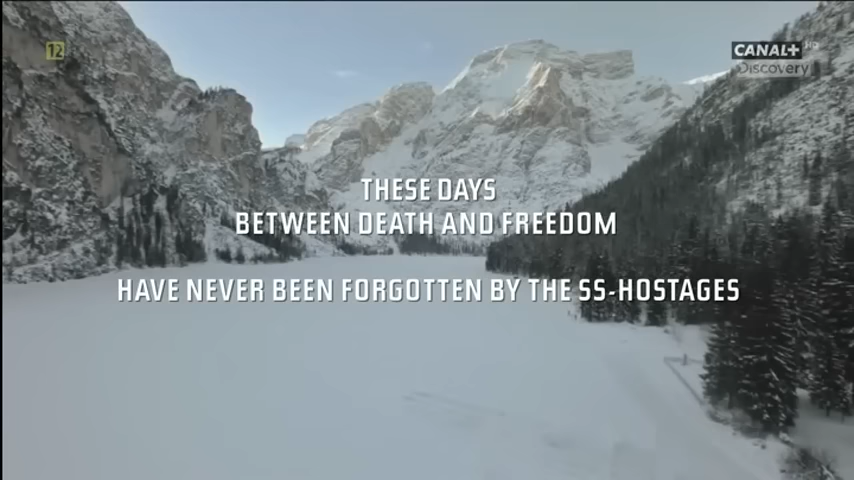 12
CANAL+ HD
Discovery
THESE DAYS
BETWEEN DEATH AND FREEDOM
HAVE NEVER BEEN FORGOTTEN BY THE SS-HOSTAGES